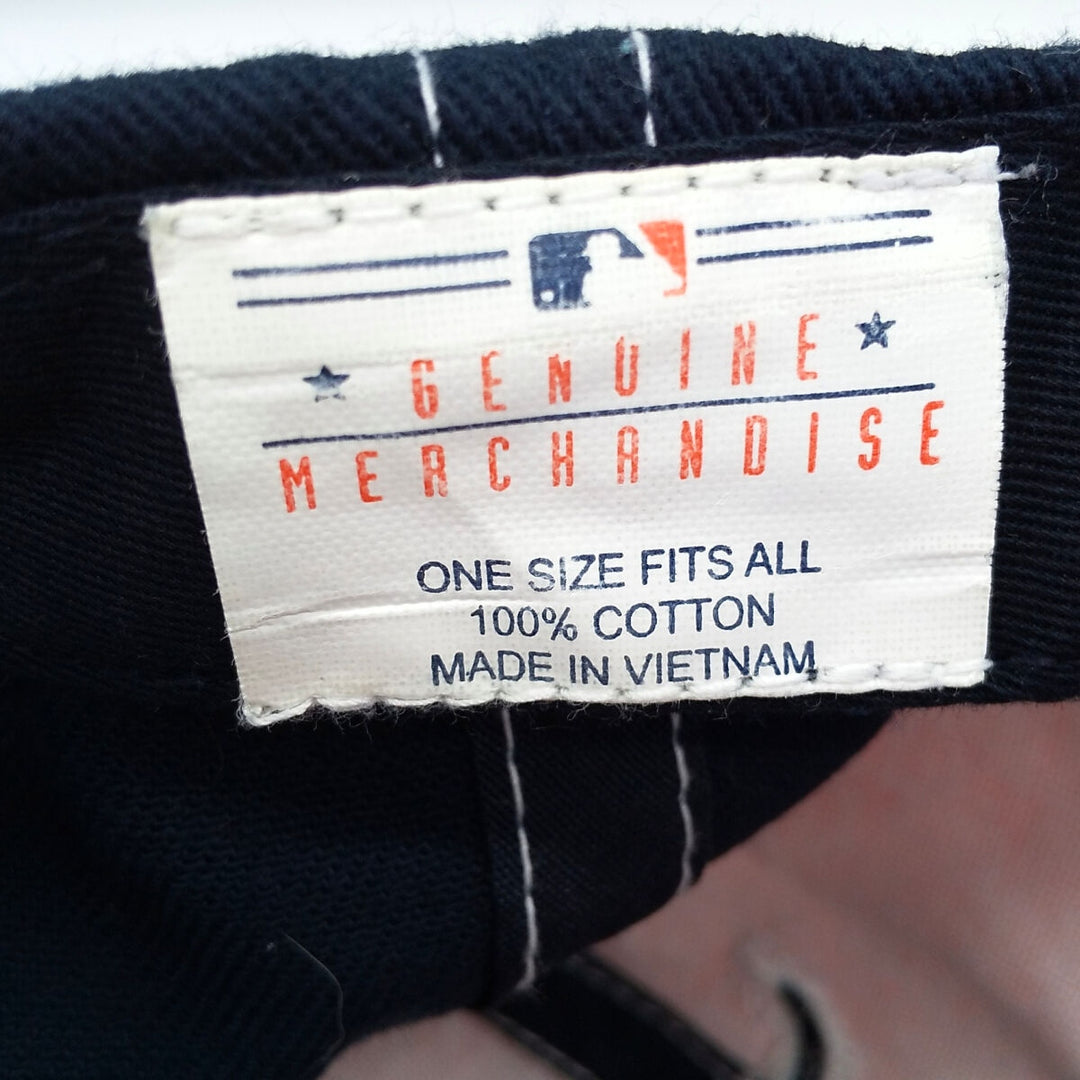 GENUINE
MERCHANDISE
ONE SIZE FITS ALL
100% COTTON
MADE IN VIETNAM